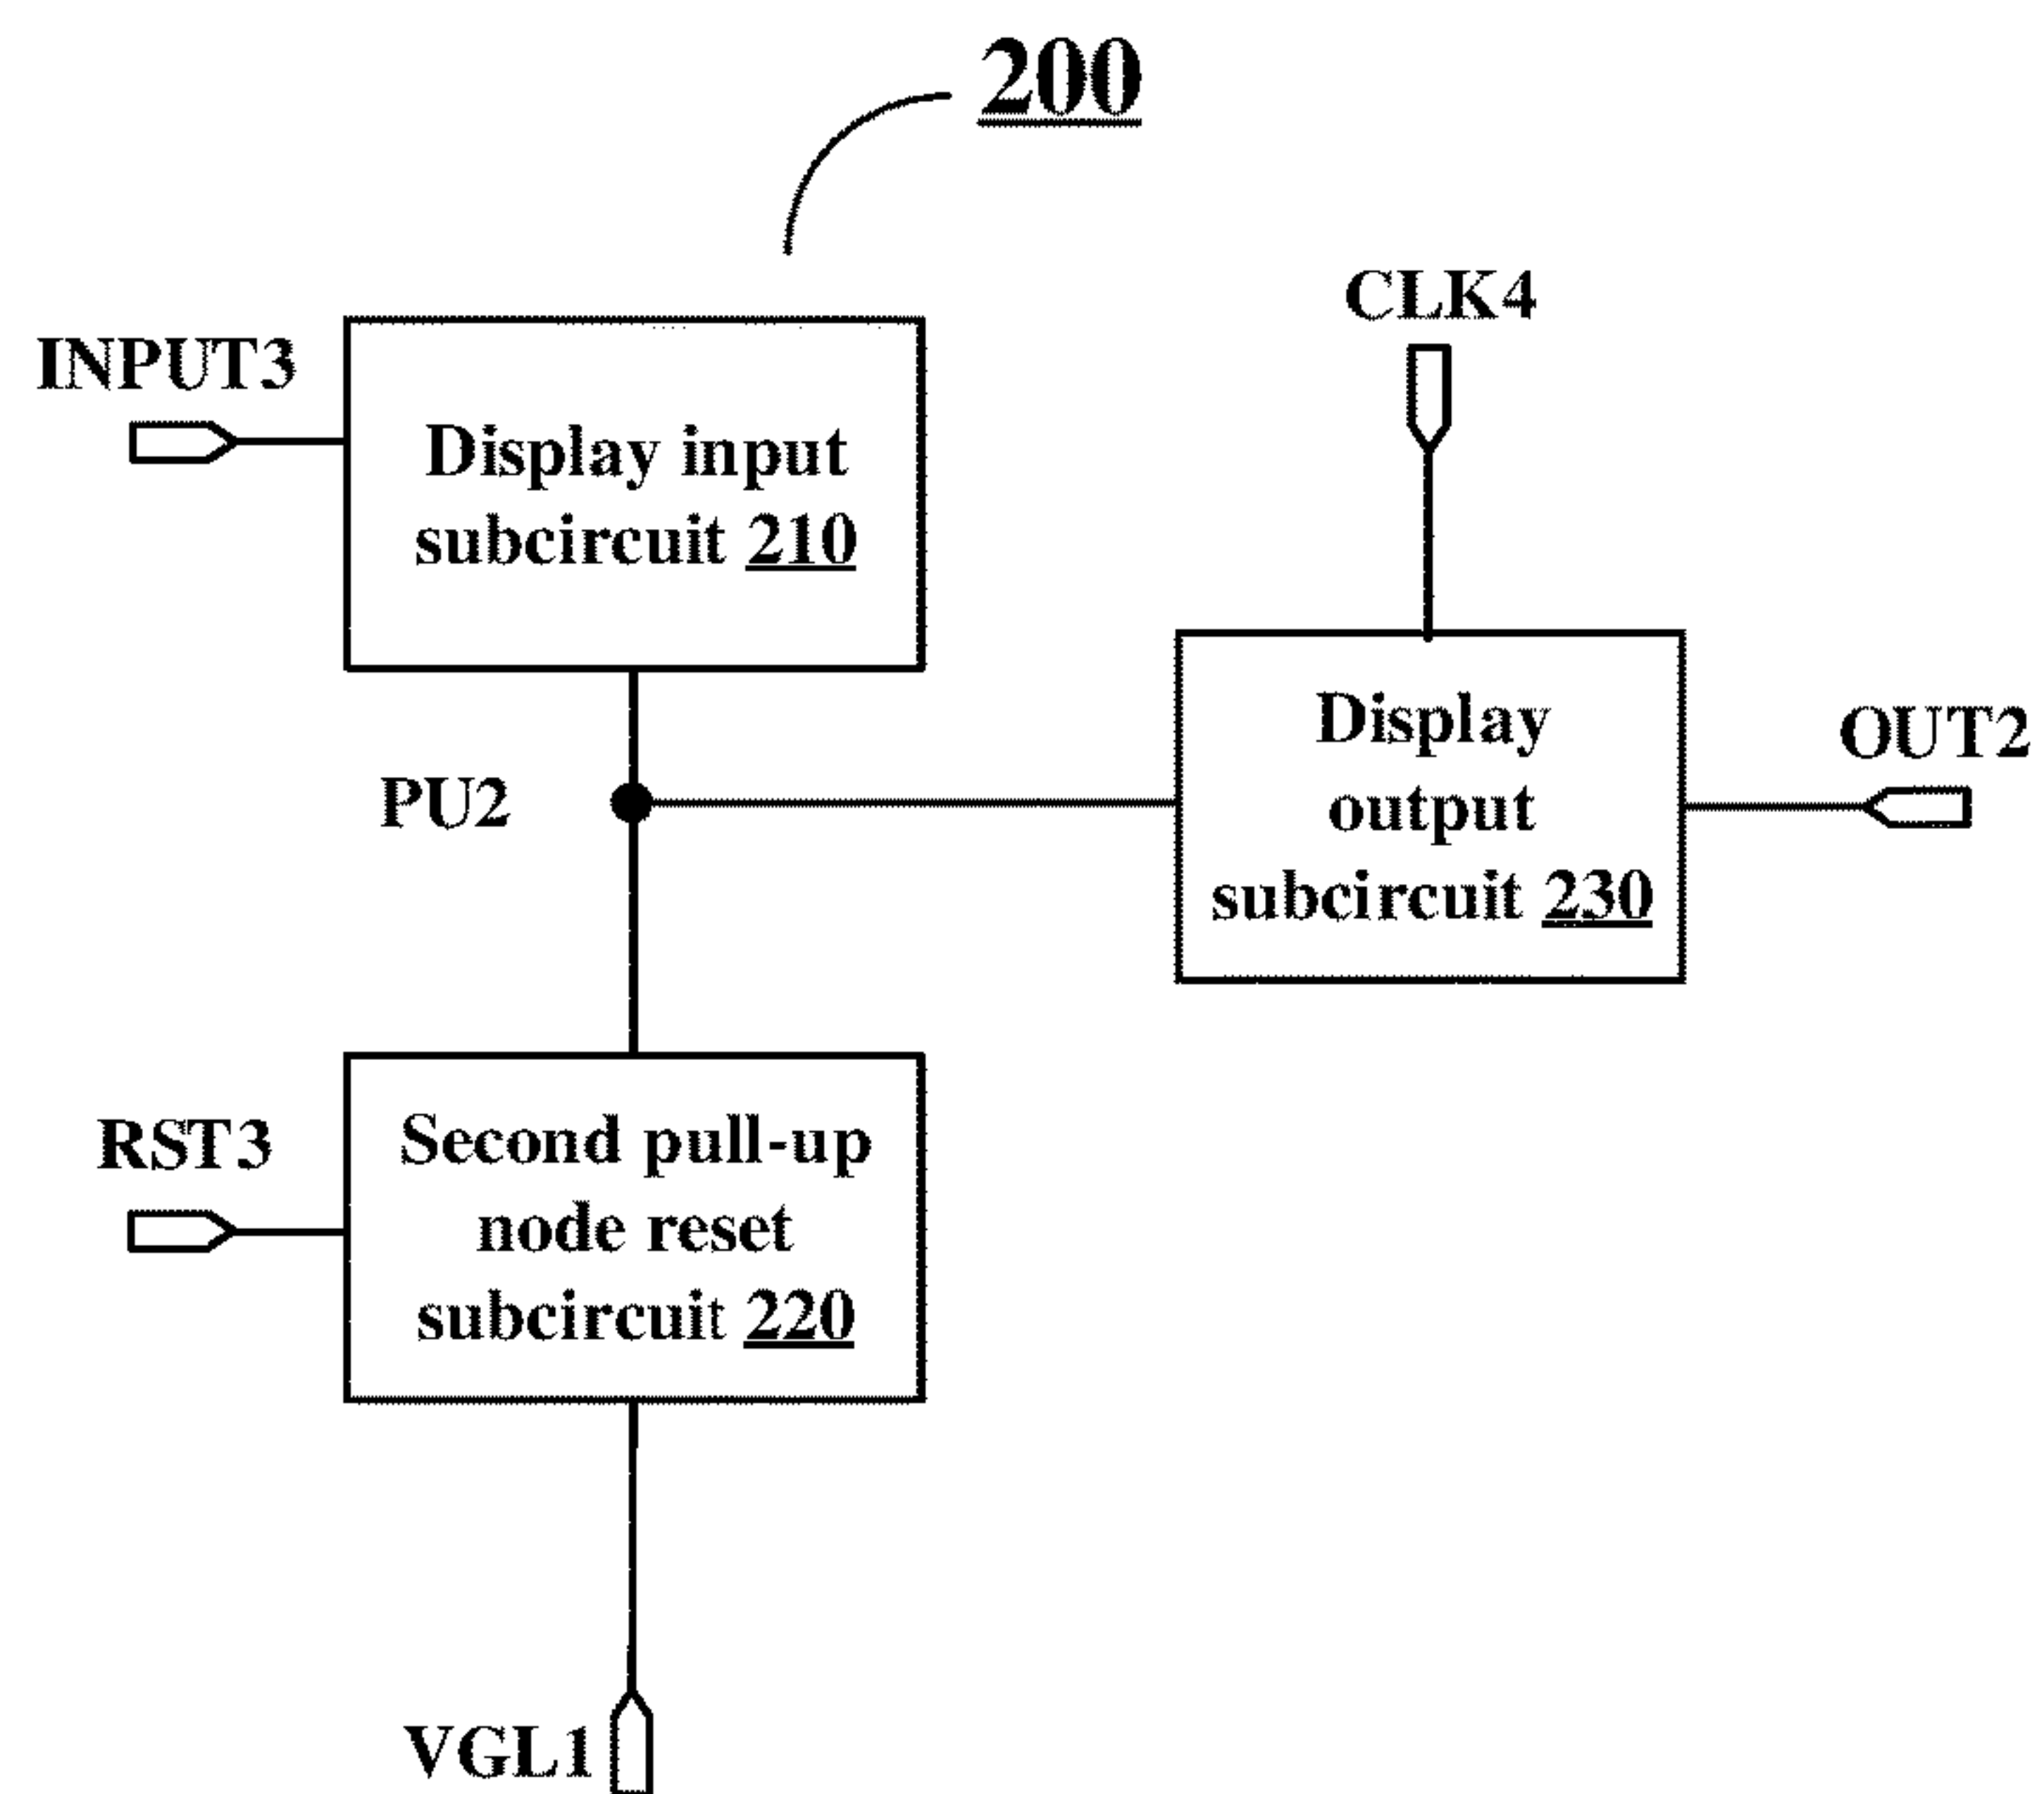 200
CLK4
INPUT3
Display input
subcircuit 210
Display
output
subcircuit 230
OUT2
PU2
RST3
Second pull-up
node reset
subcircuit 220
VGL1